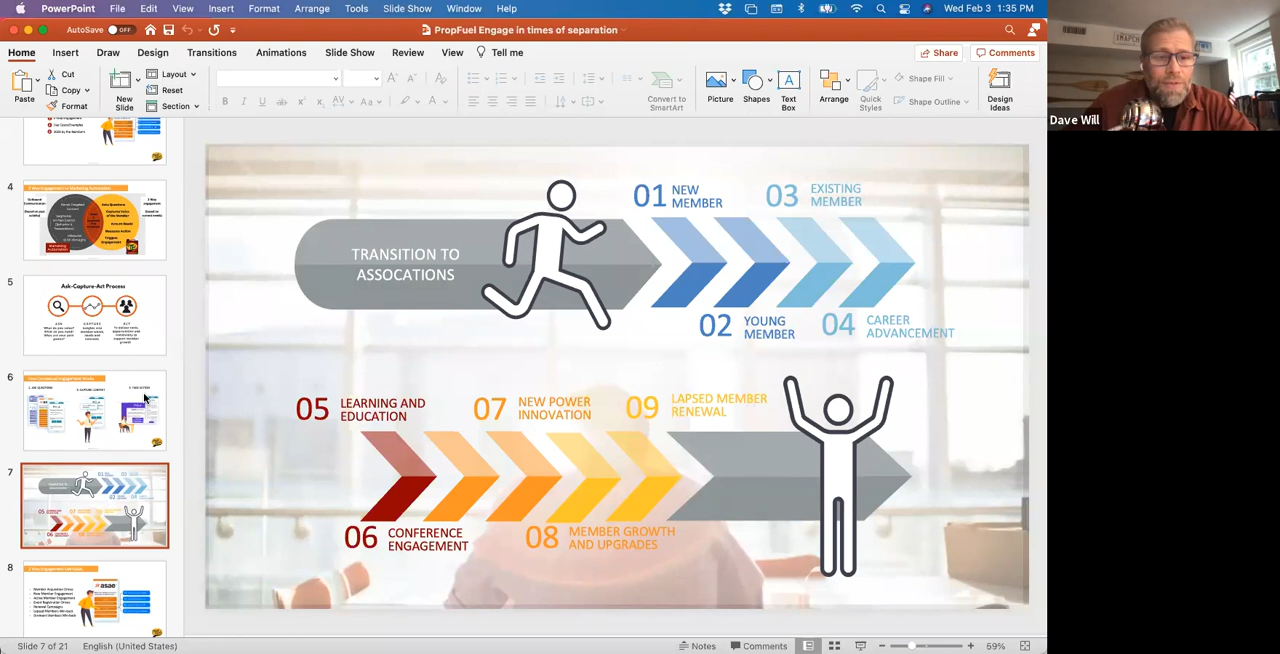 PowerPoint File Edit View Insert Format Arrange Tools Slide Show Window Help Wed Feb 3 1:35 PM
AutoSave OFF PropFuel Engage in times of separation
Home Insert Draw Design Transitions Animations Slide Show Review View Tell me Share Comments
Paste
Cut
Copy
Format
New Slide
Layout
Reset
Section
Convert to SmartArt
Picture
Shapes
Text Box
Arrange
Quick Styles
Shape Fill
Shape Outline
Design Ideas
Dave Will
4
5
Ask-Capture-Act Process
6
7
8
asae
TRANSITION TO
ASSOCATIONS
01 NEW MEMBER
03 EXISTING MEMBER
02 YOUNG MEMBER
04 CAREER ADVANCEMENT
05 LEARNING AND EDUCATION
07 NEW POWER INNOVATION
09 LAPSED MEMBER RENEWAL
06 CONFERENCE ENGAGEMENT
08 MEMBER GROWTH AND UPGRADES
Slide 7 of 21 English (United States) Notes Comments 59%